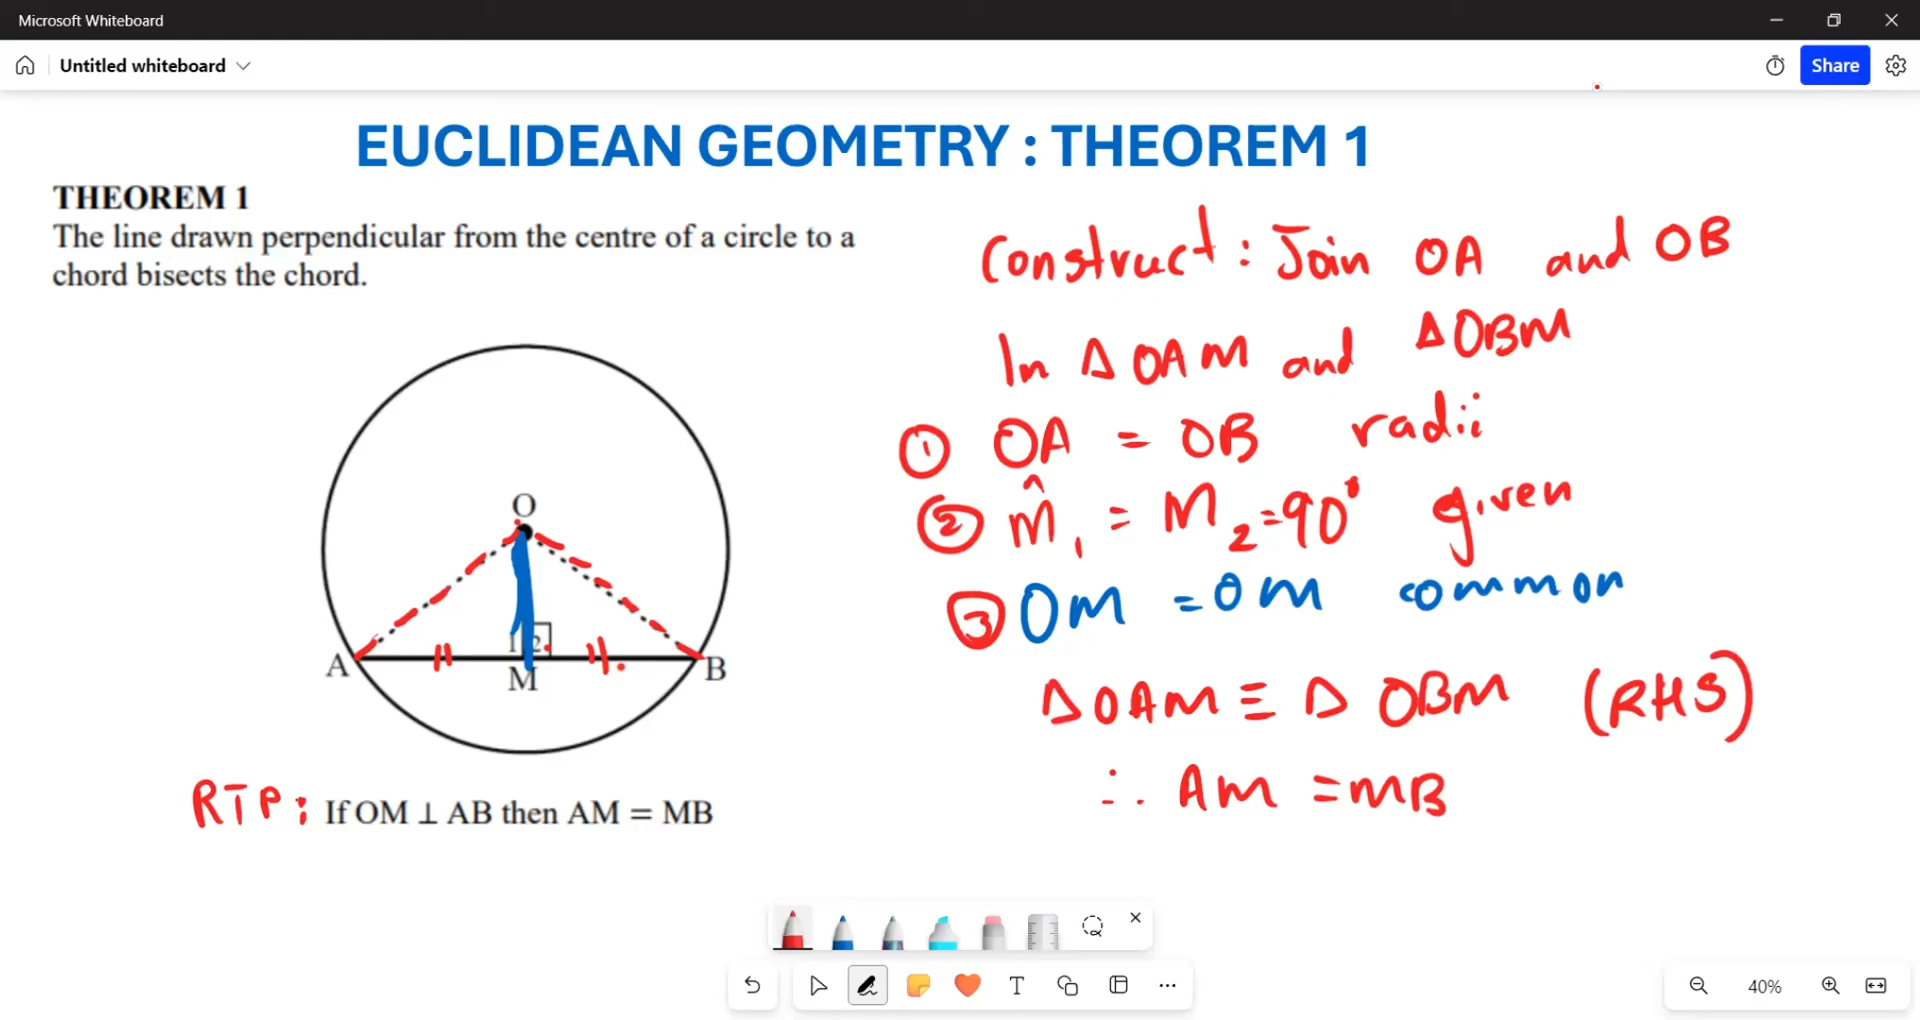 Microsoft Whiteboard
Untitled whiteboard
Share
EUCLIDEAN GEOMETRY : THEOREM 1
THEOREM 1
The line drawn perpendicular from the centre of a circle to a
chord bisects the chord.
O
1 2
A
M
B
RTP: If OM ⊥ AB then AM = MB
Construct: Join OA and OB
In Δ OAM and Δ OBM
① OA = OB radii
② M̂₁ = M₂ = 90° given
③ OM = OM common
Δ OAM ≡ Δ OBM (RHS)
∴ AM = MB
40%